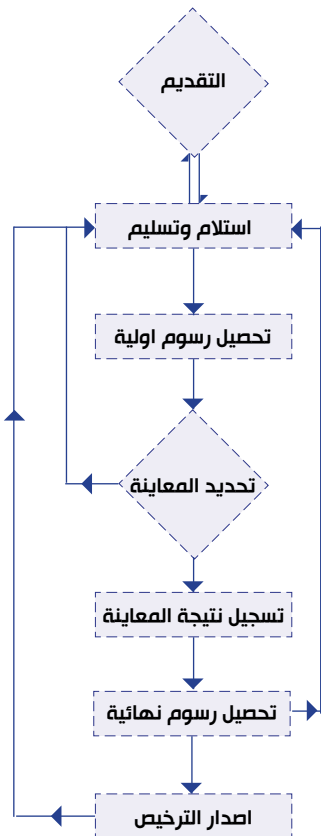 التقديم
استلام وتسليم
تحصيل رسوم اولية
تحديد المعاينة
تسجيل نتيجة المعاينة
تحصيل رسوم نهائية
اصدار الترخيص